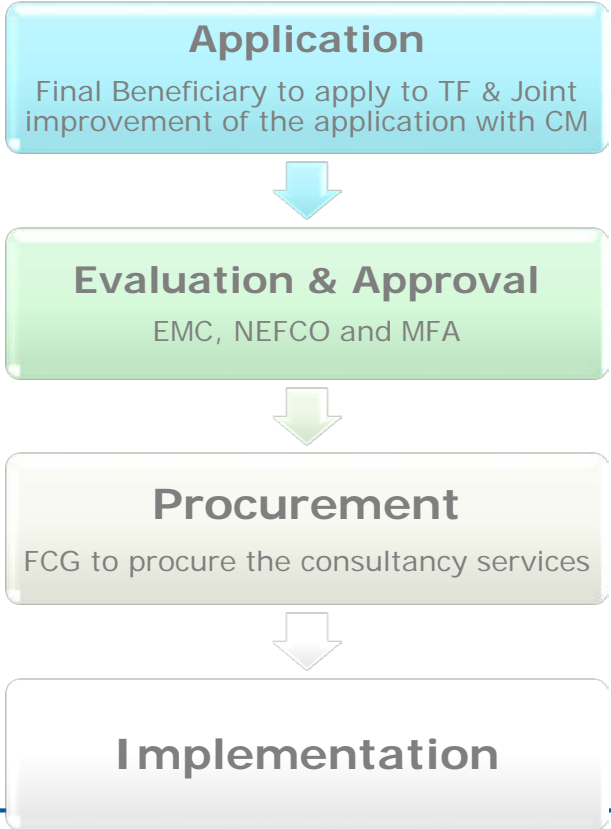 Application
Final Beneficiary to apply to TF & Joint
improvement of the application with CM
Evaluation & Approval
EMC, NEFCO and MFA
Procurement
FCG to procure the consultancy services
Implementation